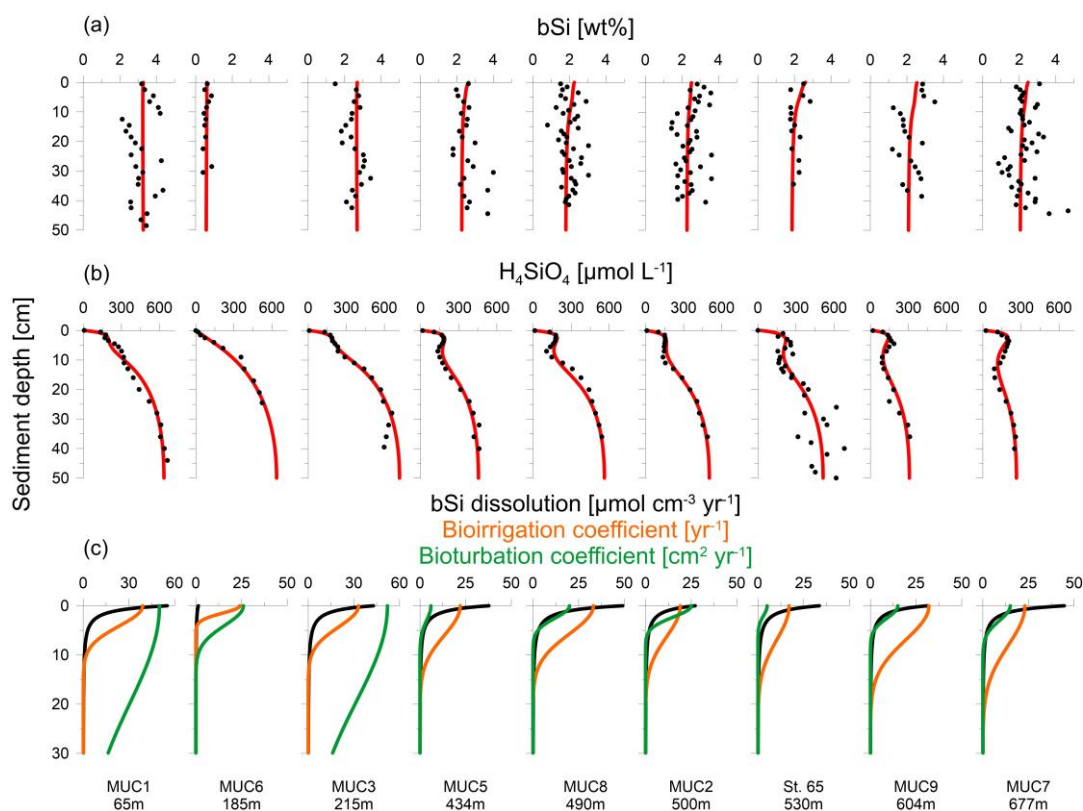 (a) bSi [wt%]
0 2 4 0 2 4 0 2 4 0 2 4 0 2 4 0 2 4 0 2 4 0 2 4 0 2 4
0
10
20
30
40
50
(b) H₄SiO₄ [µmol L⁻¹]
0 300 600 0 300 600 0 300 600 0 300 600 0 300 600 0 300 600 0 300 600 0 300 600 0 300 600
0
10
20
30
40
50
Sediment depth [cm]
bSi dissolution [µmol cm⁻³ yr⁻¹]
Bioirrigation coefficient [yr⁻¹]
(c) Bioturbation coefficient [cm² yr⁻¹]
0 20 40 60 0 25 50 0 20 40 60 0 25 50 0 25 50 0 25 50 0 25 50 0 25 50 0 25 50
0
10
20
30
MUC1 MUC6 MUC3 MUC5 MUC8 MUC2 St. 65 MUC9 MUC7
65m 185m 215m 434m 490m 500m 530m 604m 677m